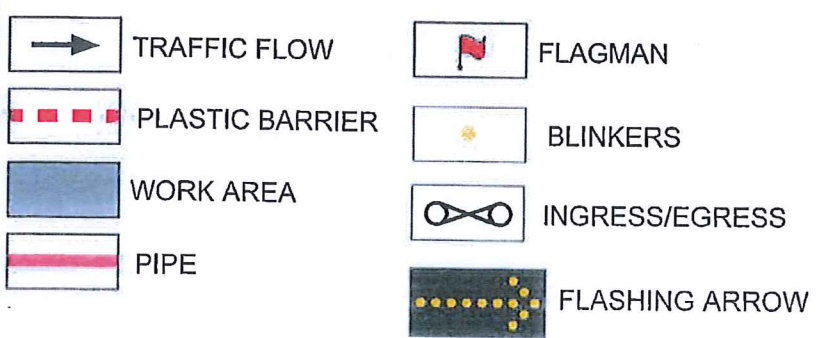 TRAFFIC FLOW
PLASTIC BARRIER
WORK AREA
PIPE
FLAGMAN
BLINKERS
INGRESS/EGRESS
FLASHING ARROW